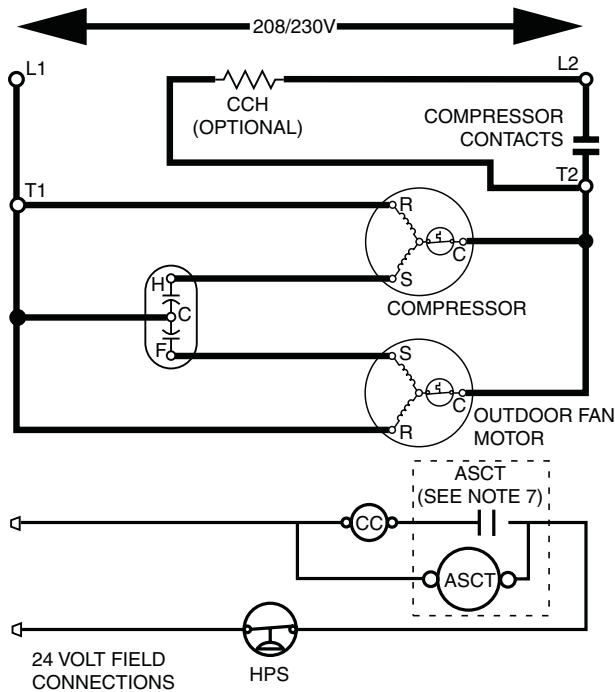 208/230V
L1
L2
CCH
(OPTIONAL)
COMPRESSOR
CONTACTS
T1
T2
R
C
S
COMPRESSOR
H
C
F
S
C
R
OUTDOOR FAN
MOTOR
ASCT
(SEE NOTE 7)
CC
ASCT
24 VOLT FIELD
CONNECTIONS
HPS